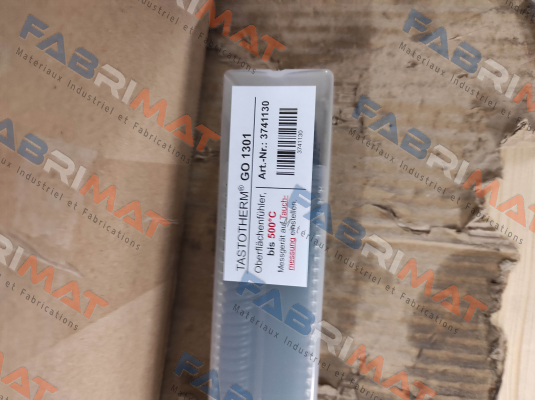 TASTOTHERM® GO 1301
Oberflächenfühler,
bis 500°C
Messgerät auf Tauch-
messung einstellen
Art.-Nr.: 3741130
3741130
FABRIMAT
Matériaux Industriel et Fabrications